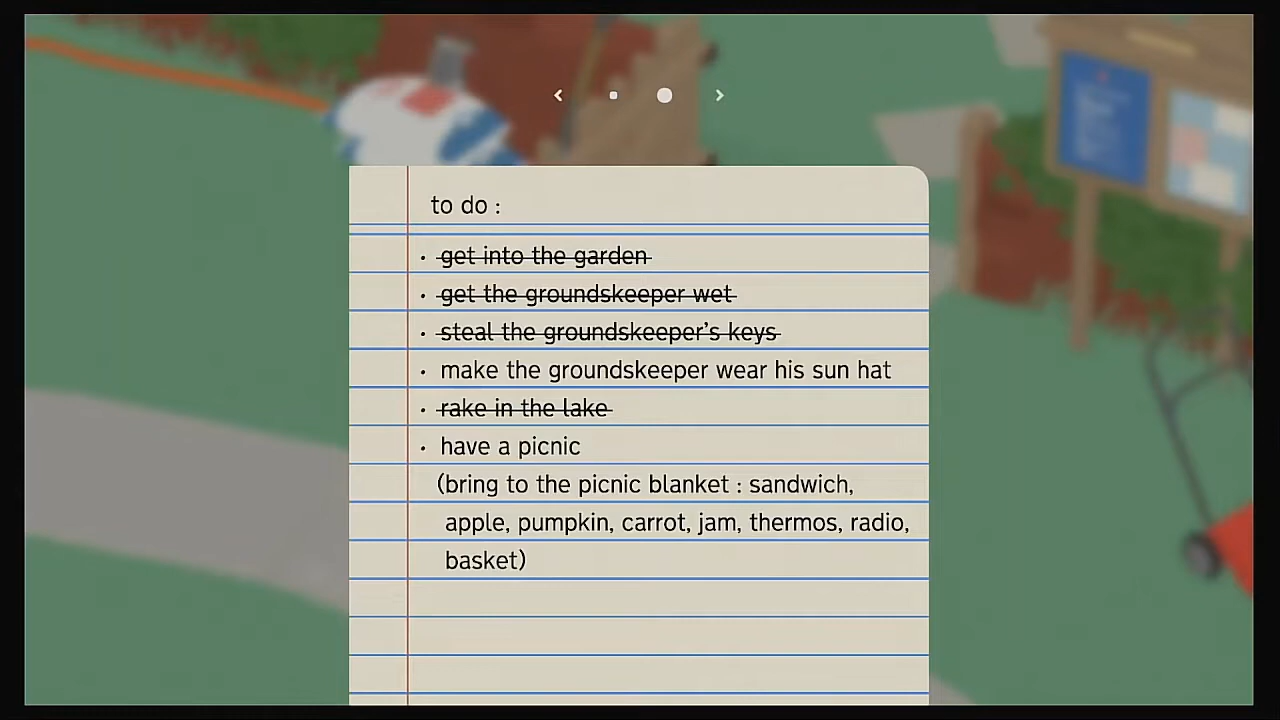 to do :
· get into the garden
· get the groundskeeper wet
· steal the groundskeeper's keys
· make the groundskeeper wear his sun hat
· rake in the lake
· have a picnic
(bring to the picnic blanket : sandwich,
apple, pumpkin, carrot, jam, thermos, radio,
basket)